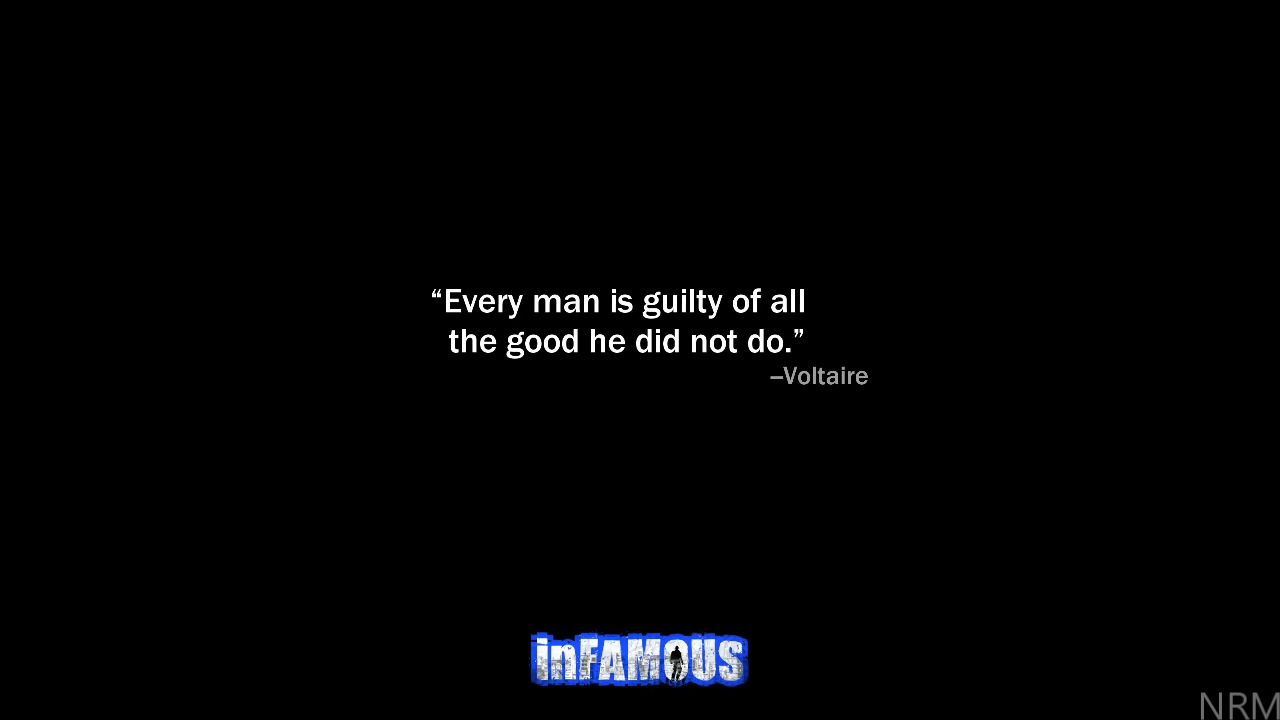 “Every man is guilty of all
the good he did not do.”
–Voltaire
inFAMOUS
NRM